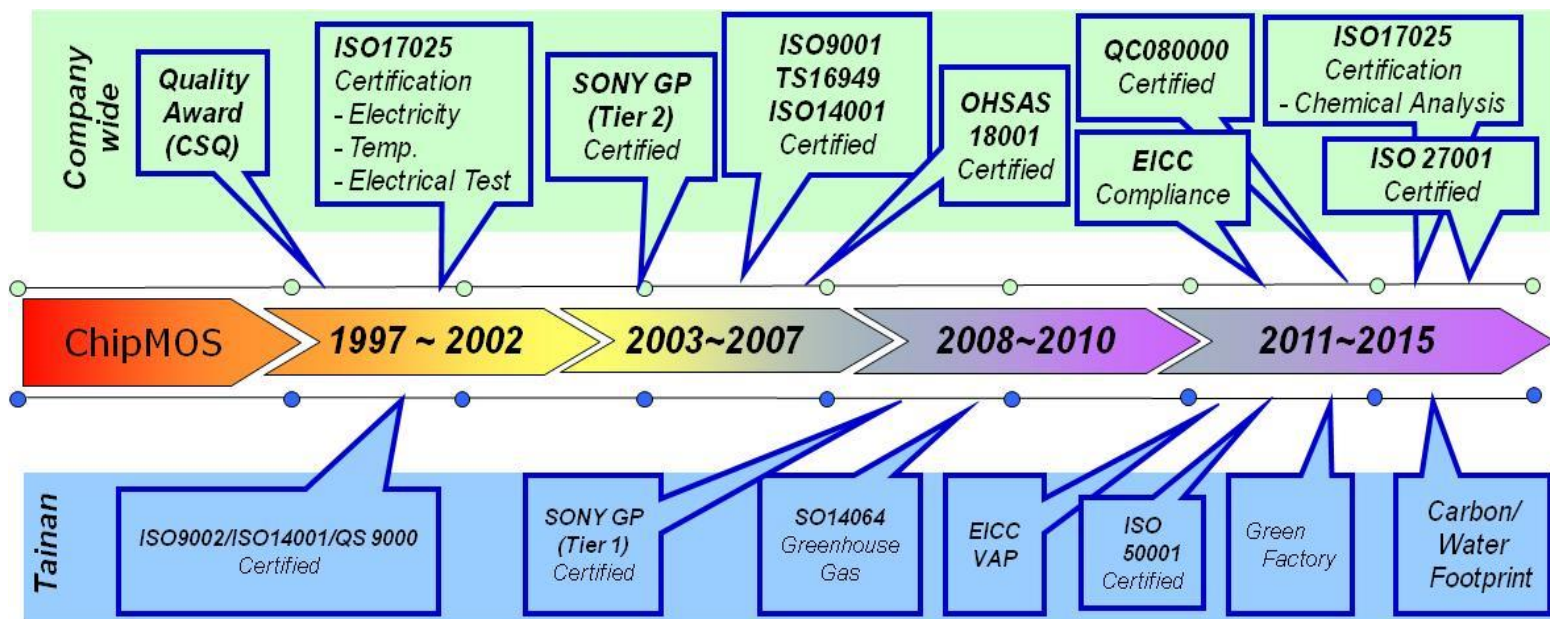 Company
wide
Quality
Award
(CSQ)
ISO17025
Certification
- Electricity
- Temp.
- Electrical Test
SONY GP
(Tier 2)
Certified
ISO9001
TS16949
ISO14001
Certified
OHSAS
18001
Certified
QC080000
Certified
EICC
Compliance
ISO17025
Certification
- Chemical Analysis
ISO 27001
Certified
ChipMOS
1997 ~ 2002
2003~2007
2008~2010
2011~2015
Tainan
ISO9002/ISO14001/QS 9000
Certified
SONY GP
(Tier 1)
Certified
SO14064
Greenhouse
Gas
EICC
VAP
ISO
50001
Certified
Green
Factory
Carbon/
Water
Footprint